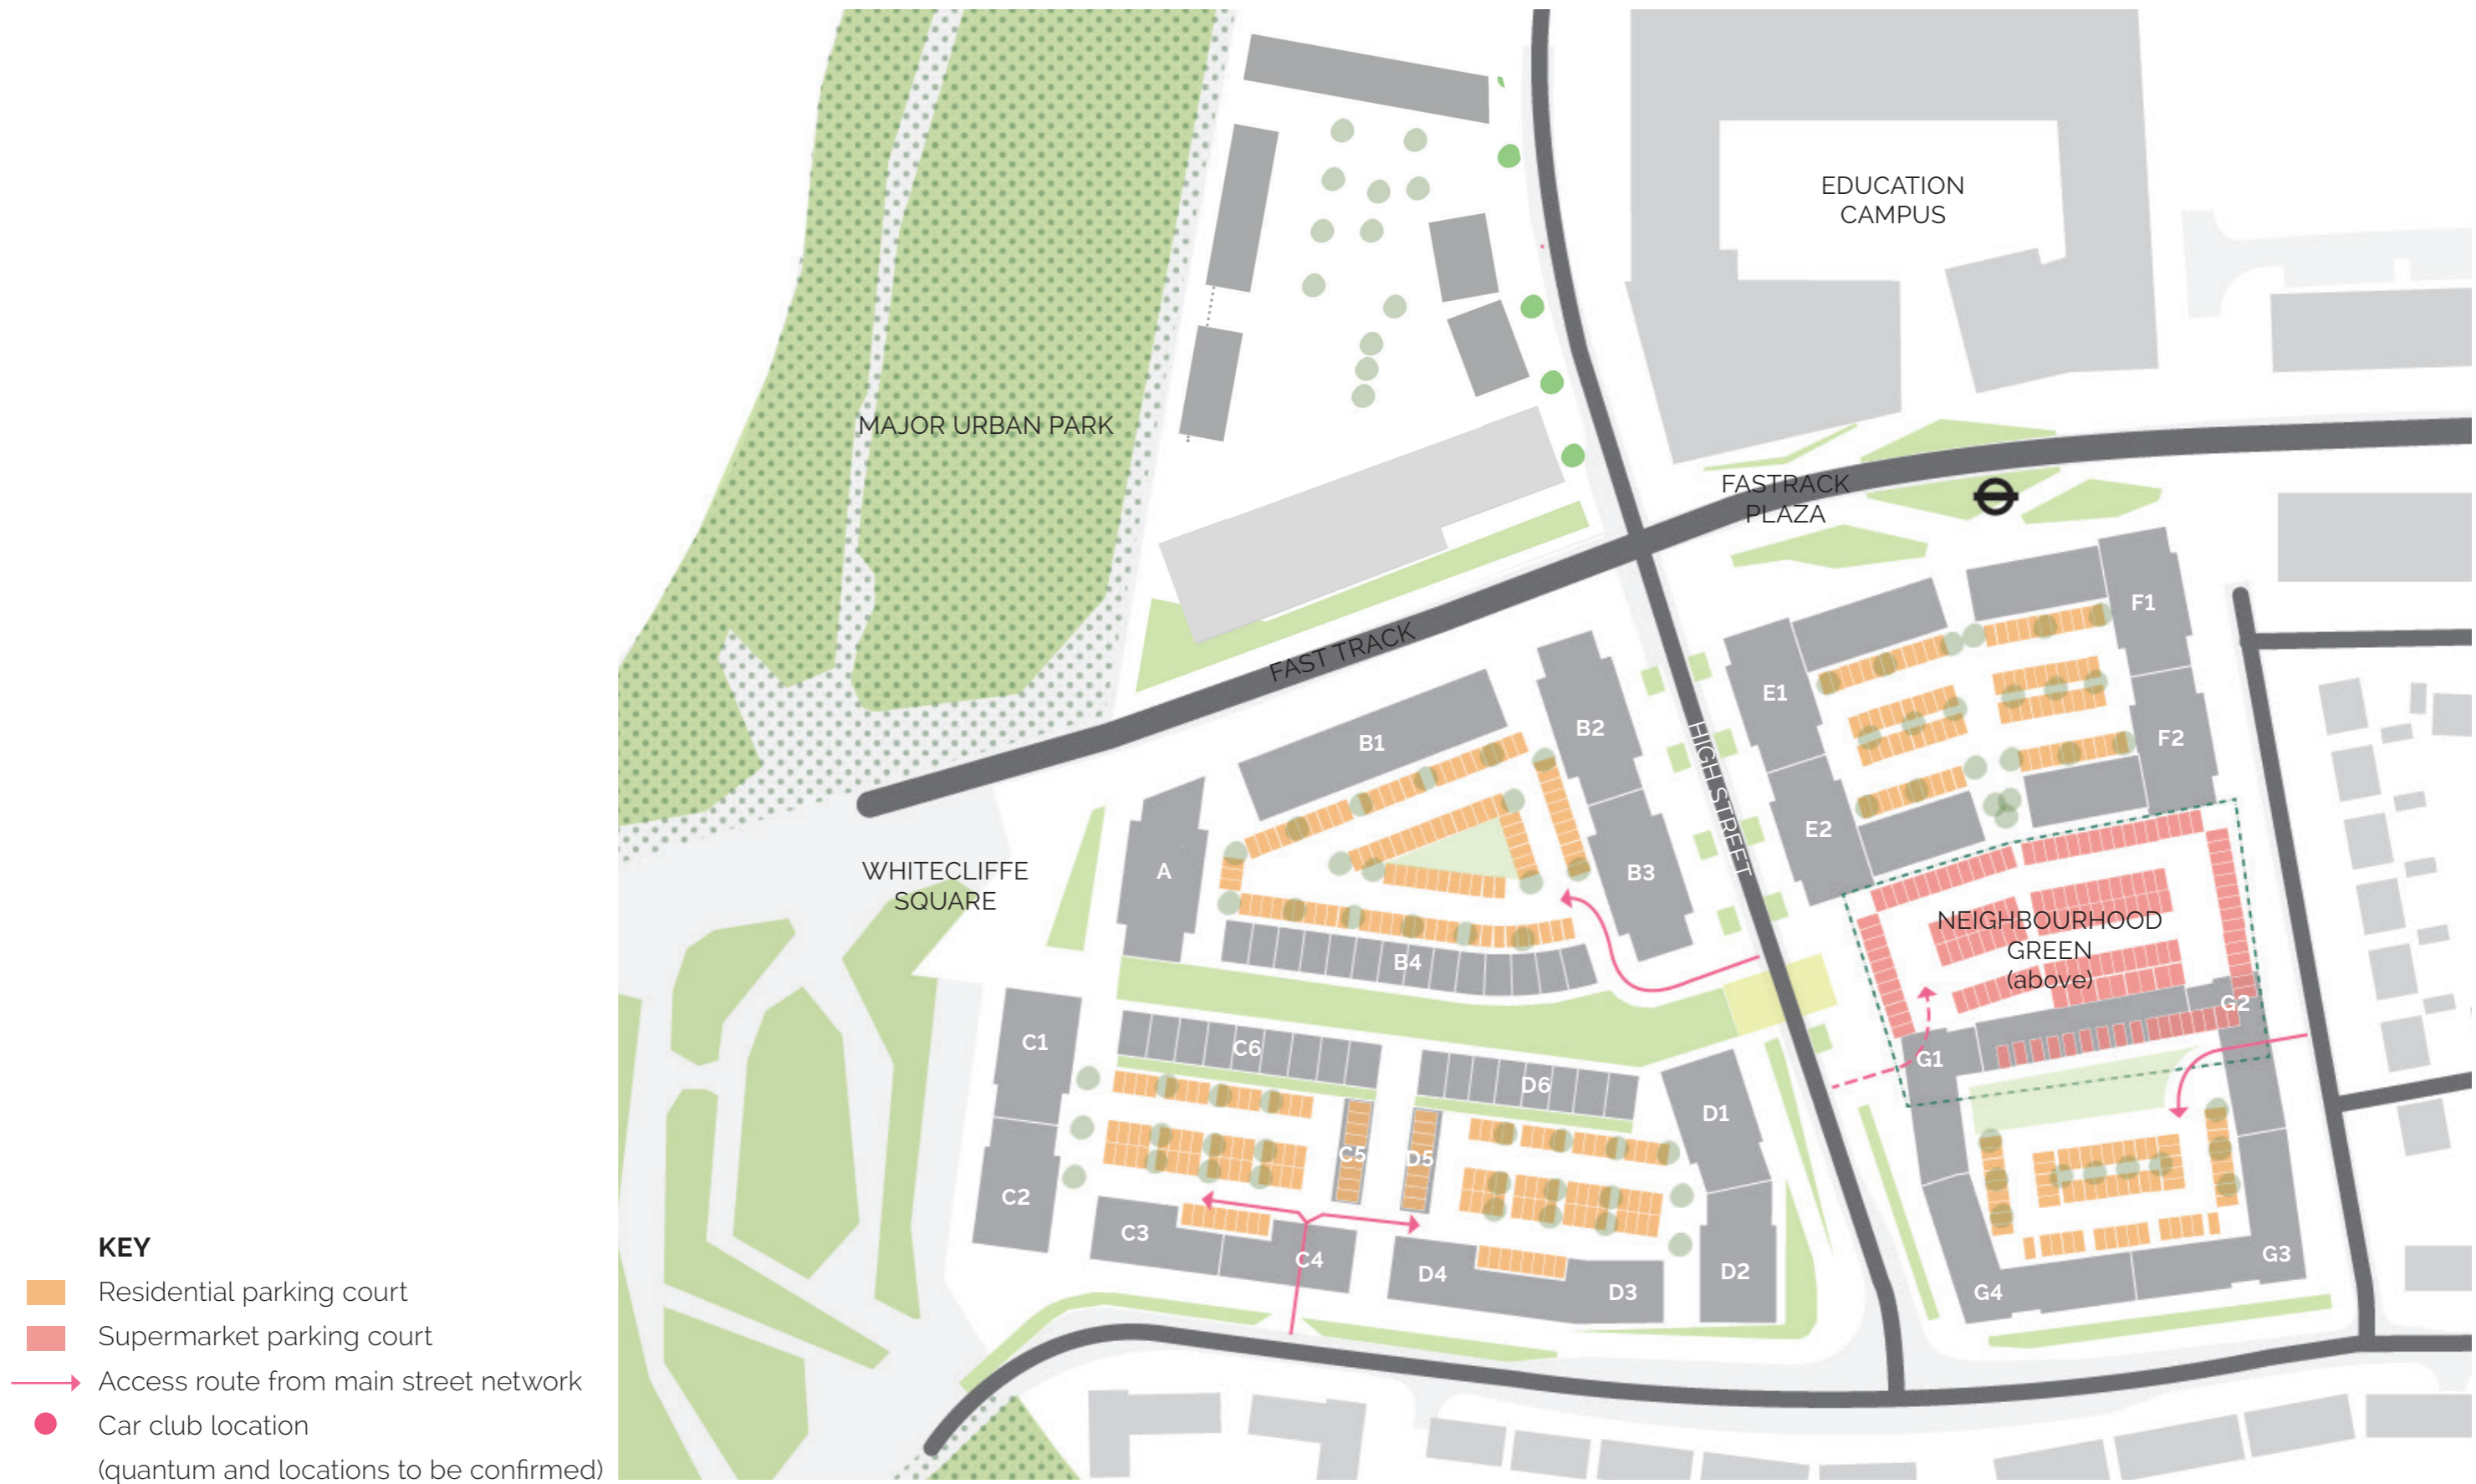 EDUCATION
CAMPUS
MAJOR URBAN PARK
FASTRACK
PLAZA
FAST TRACK
HIGH STREET
WHITECLIFFE
SQUARE
NEIGHBOURHOOD
GREEN
(above)
A
B1
B2
B3
B4
C1
C2
C3
C4
C5
C6
D1
D2
D3
D4
D5
D6
E1
E2
F1
F2
G1
G2
G3
G4
KEY
Residential parking court
Supermarket parking court
Access route from main street network
Car club location
(quantum and locations to be confirmed)